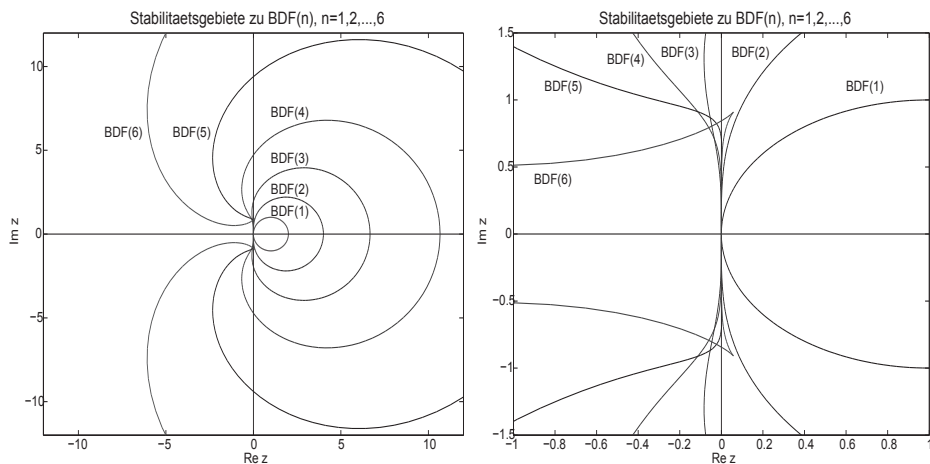 Stabilitaetsgebiete zu BDF(n), n=1,2,...,6
10
5
0
−5
−10
Im z
BDF(6)
BDF(5)
BDF(4)
BDF(3)
BDF(2)
BDF(1)
−10
−5
0
5
10
Re z
Stabilitaetsgebiete zu BDF(n), n=1,2,...,6
1.5
1
0.5
0
−0.5
−1
−1.5
Im z
BDF(3)
BDF(2)
BDF(4)
BDF(5)
BDF(1)
BDF(6)
−1
−0.8
−0.6
−0.4
−0.2
0
0.2
0.4
0.6
0.8
1
Re z